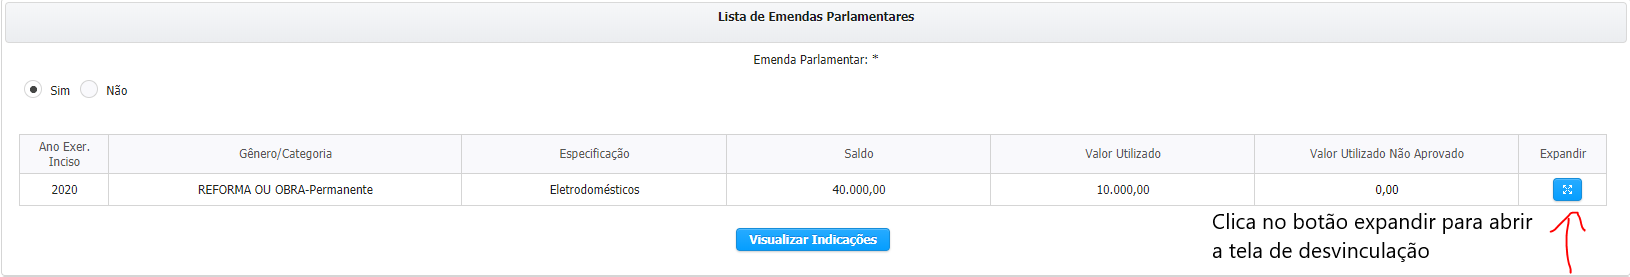 Lista de Emendas Parlamentares
Emenda Parlamentar: *
Sim Não
Ano Exer. Inciso Gênero/Categoria Especificação Saldo Valor Utilizado Valor Utilizado Não Aprovado Expandir
2020 REFORMA OU OBRA-Permanente Eletrodomésticos 40.000,00 10.000,00 0,00
Clica no botão expandir para abrir
a tela de desvinculação
Visualizar Indicações